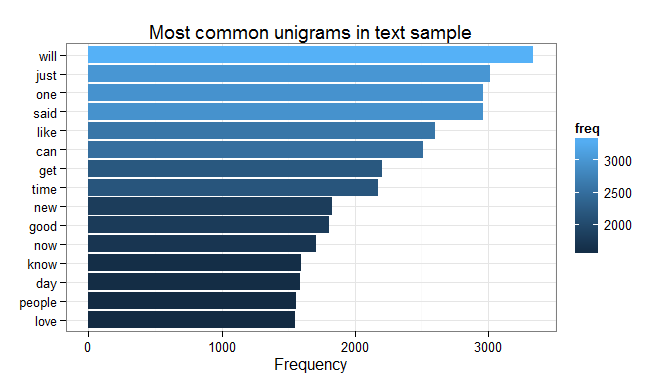 Most common unigrams in text sample
will
just
one
said
like
can
get
time
new
good
now
know
day
people
love
0 1000 2000 3000
Frequency
freq
3000
2500
2000